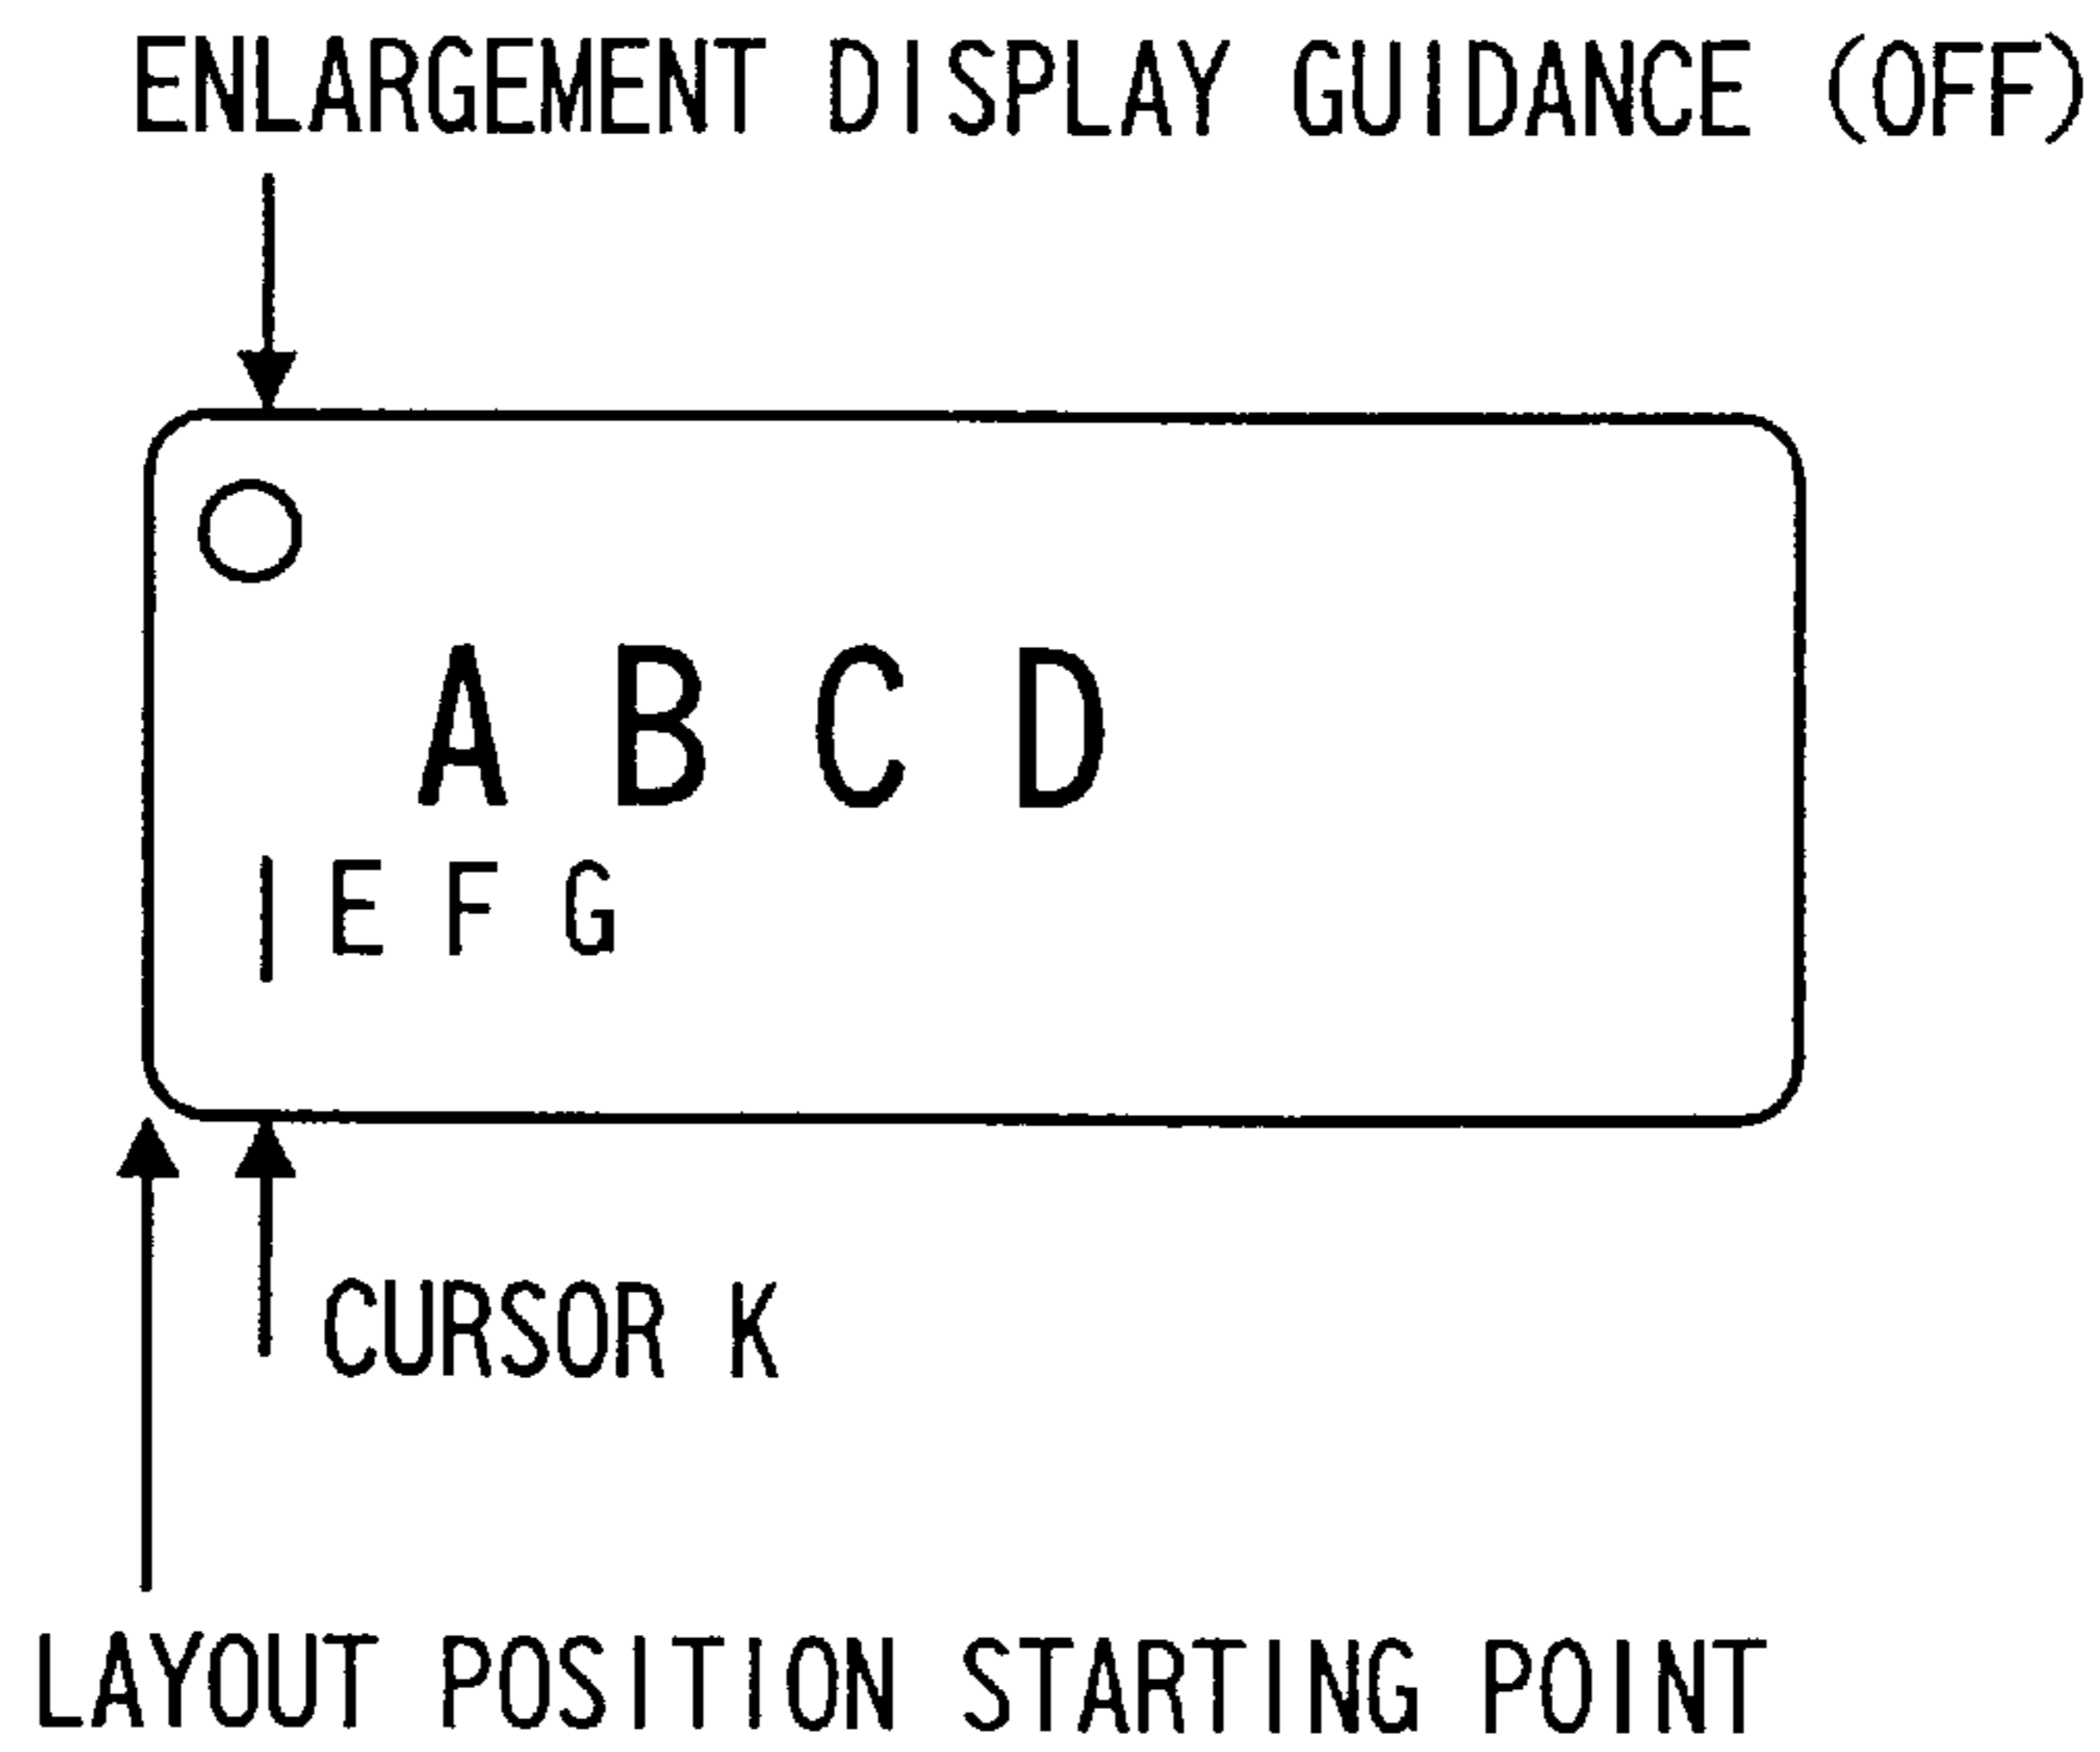 ENLARGEMENT DISPLAY GUIDANCE (OFF)
A B C D
E F G
CURSOR K
LAYOUT POSITION STARTING POINT